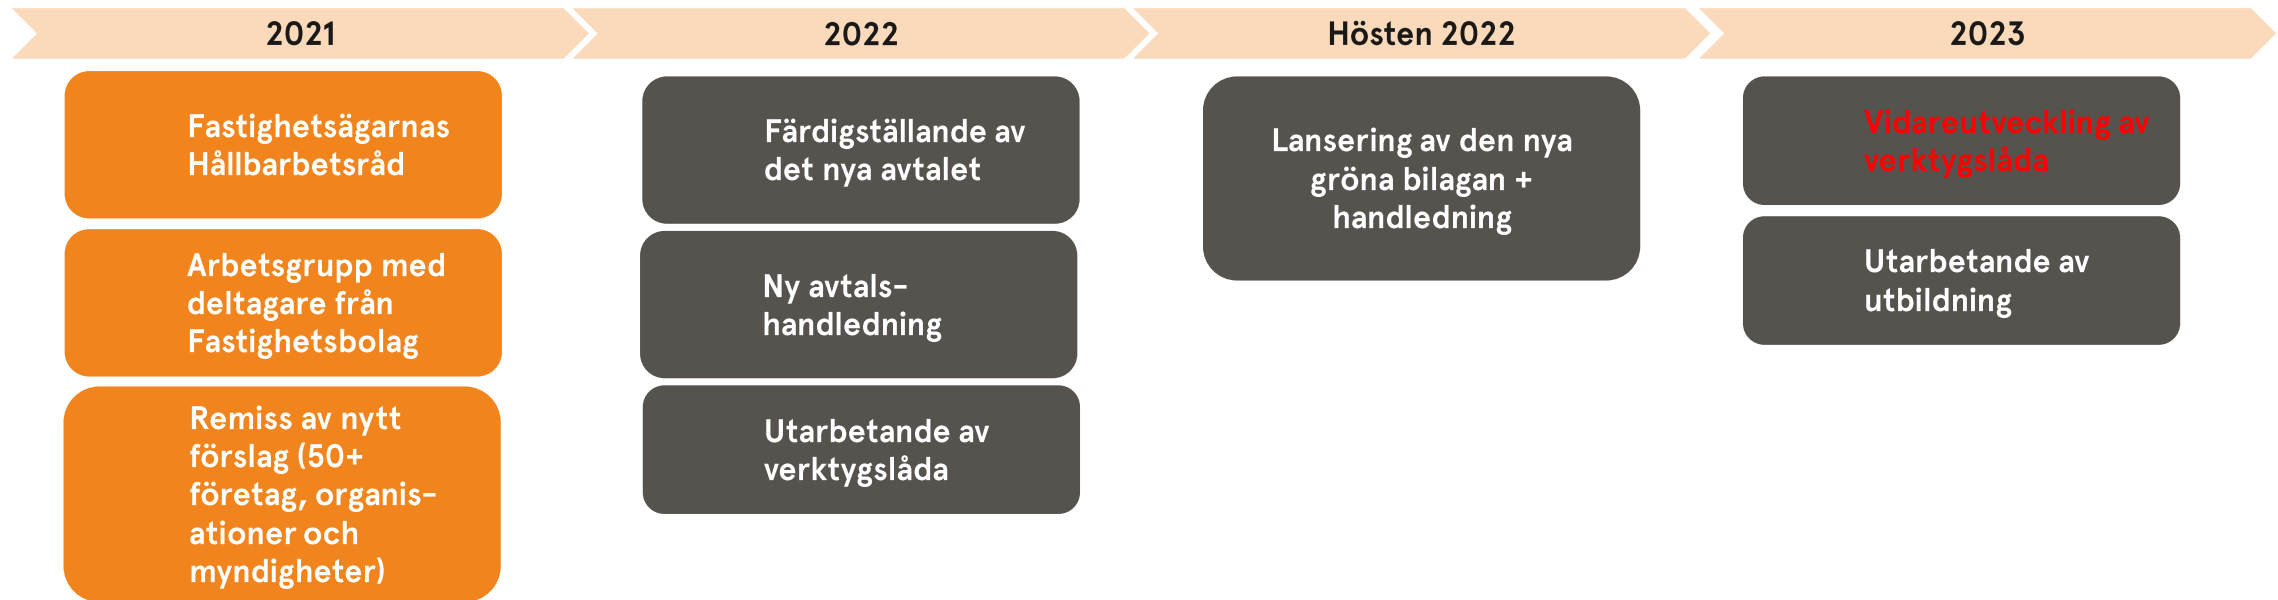 2021
2022
Hösten 2022
2023
Fastighetsägarnas
Hållbarbetsråd
Arbetsgrupp med
deltagare från
Fastighetsbolag
Remiss av nytt
förslag (50+
företag, organis-
ationer och
myndigheter)
Färdigställande av
det nya avtalet
Ny avtals-
handledning
Utarbetande av
verktygslåda
Lansering av den nya
gröna bilagan +
handledning
Vidareutveckling av
verktygslåda
Utarbetande av
utbildning